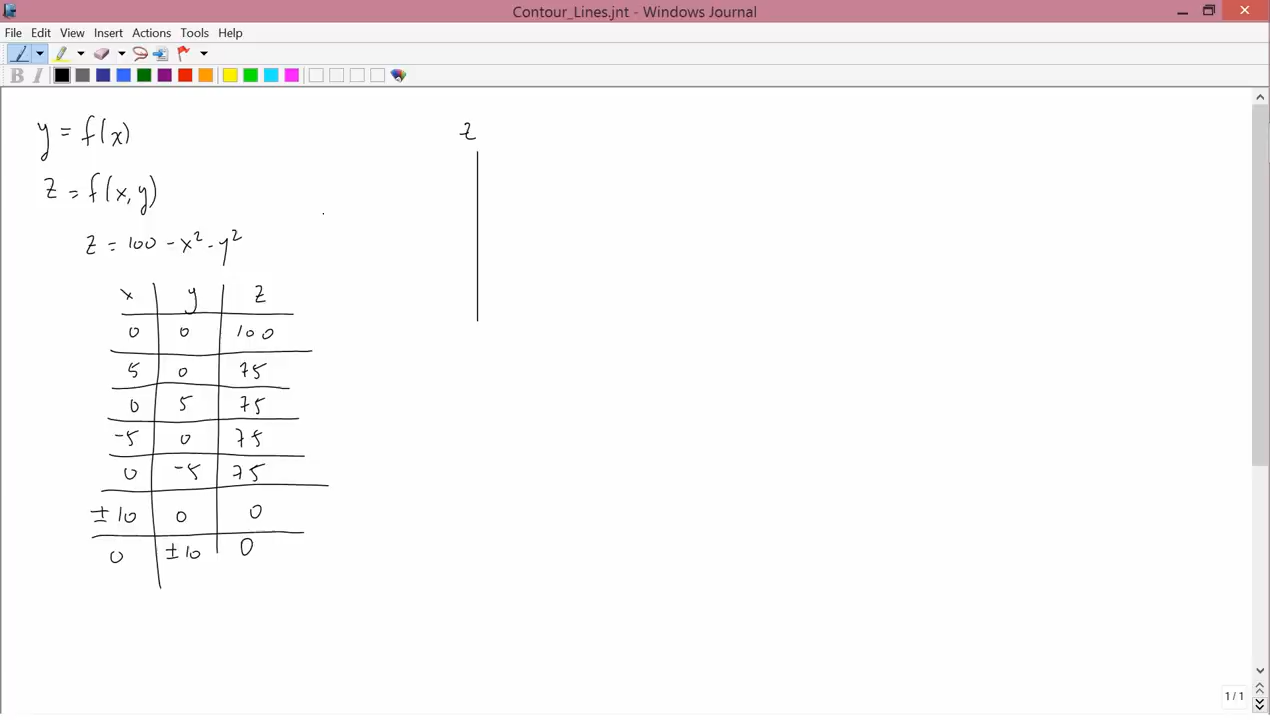 Contour_Lines.jnt - Windows Journal
File Edit View Insert Actions Tools Help
B I
y = f(x)
z
z = f(x,y)
z = 100 - x² - y²
x y z
0 0 100
5 0 75
0 5 75
-5 0 75
0 -5 75
±10 0 0
0 ±10 0
1 / 1